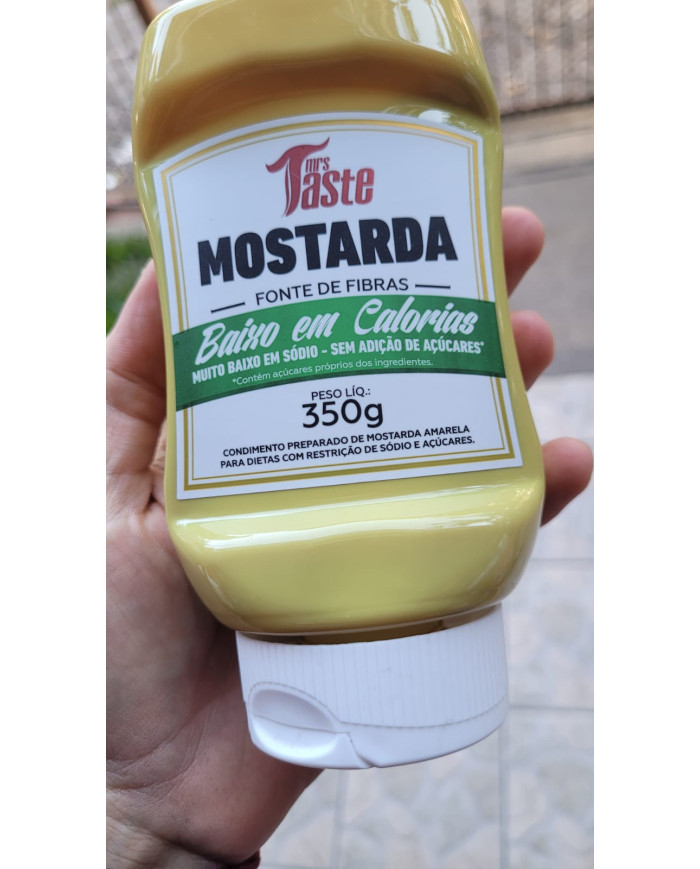 mrs
Taste
MOSTARDA
FONTE DE FIBRAS
Baixo em Calorias
MUITO BAIXO EM SÓDIO - SEM ADIÇÃO DE AÇÚCARES*
*Contém açúcares próprios dos ingredientes.
PESO LÍQ.:
350g
CONDIMENTO PREPARADO DE MOSTARDA AMARELA
PARA DIETAS COM RESTRIÇÃO DE SÓDIO E AÇÚCARES.